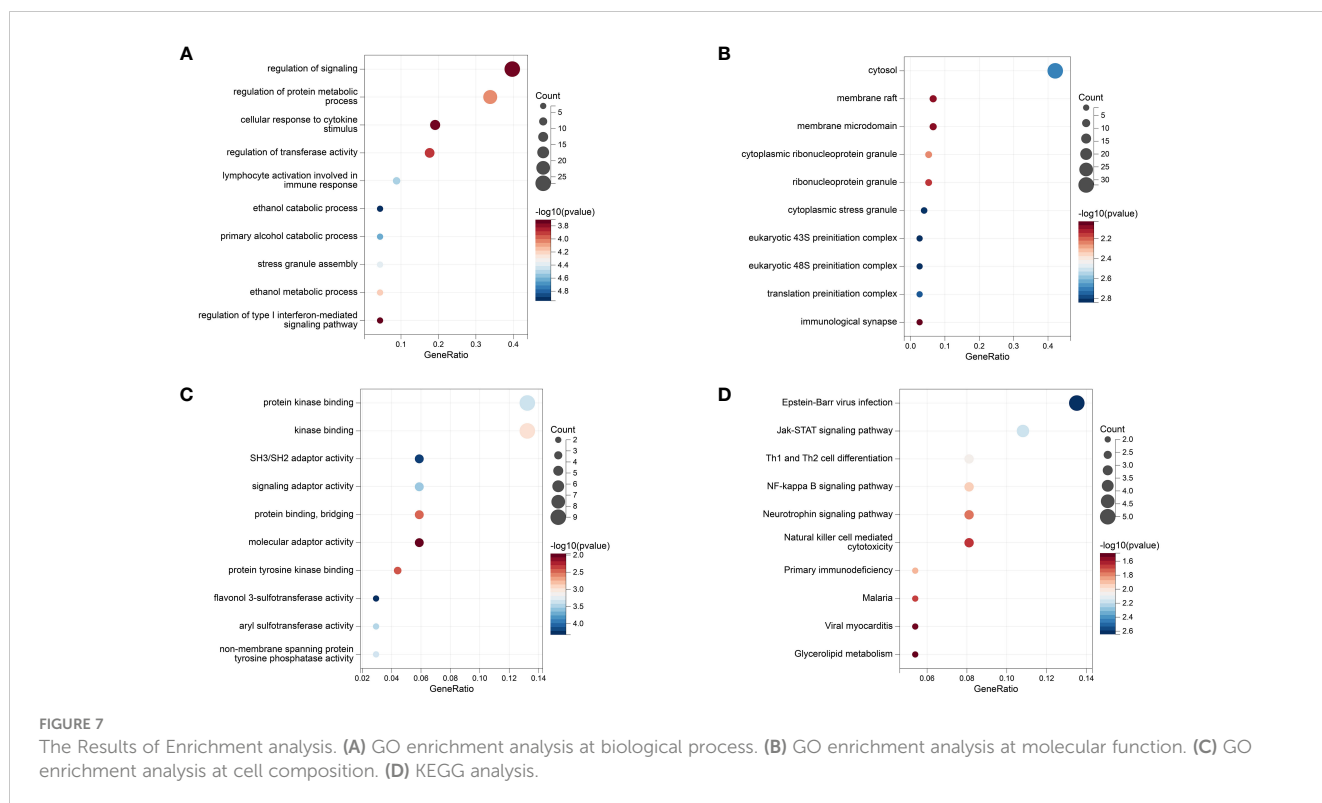 A
regulation of signaling
regulation of protein metabolic
process
cellular response to cytokine
stimulus
regulation of transferase activity
lymphocyte activation involved in
immune response
ethanol catabolic process
primary alcohol catabolic process
stress granule assembly
ethanol metabolic process
regulation of type I interferon-mediated
signaling pathway
0.1 0.2 0.3 0.4
GeneRatio
Count
5
10
15
20
25
-log10(pvalue)
3.8
4.0
4.2
4.4
4.6
4.8
B
cytosol
membrane raft
membrane microdomain
cytoplasmic ribonucleoprotein granule
ribonucleoprotein granule
cytoplasmic stress granule
eukaryotic 43S preinitiation complex
eukaryotic 48S preinitiation complex
translation preinitiation complex
immunological synapse
0.0 0.1 0.2 0.3 0.4
GeneRatio
Count
5
10
15
20
25
30
-log10(pvalue)
2.2
2.4
2.6
2.8
C
protein kinase binding
kinase binding
SH3/SH2 adaptor activity
signaling adaptor activity
protein binding, bridging
molecular adaptor activity
protein tyrosine kinase binding
flavonol 3-sulfotransferase activity
aryl sulfotransferase activity
non-membrane spanning protein
tyrosine phosphatase activity
0.02 0.04 0.06 0.08 0.10 0.12 0.14
GeneRatio
Count
2
3
4
5
6
7
8
9
-log10(pvalue)
2.0
2.5
3.0
3.5
4.0
D
Epstein-Barr virus infection
Jak-STAT signaling pathway
Th1 and Th2 cell differentiation
NF-kappa B signaling pathway
Neurotrophin signaling pathway
Natural killer cell mediated
cytotoxicity
Primary immunodeficiency
Malaria
Viral myocarditis
Glycerolipid metabolism
0.06 0.08 0.10 0.12 0.14
GeneRatio
Count
2.0
2.5
3.0
3.5
4.0
4.5
5.0
-log10(pvalue)
1.6
1.8
2.0
2.2
2.4
2.6
FIGURE 7
The Results of Enrichment analysis. (A) GO enrichment analysis at biological process. (B) GO enrichment analysis at molecular function. (C) GO
enrichment analysis at cell composition. (D) KEGG analysis.